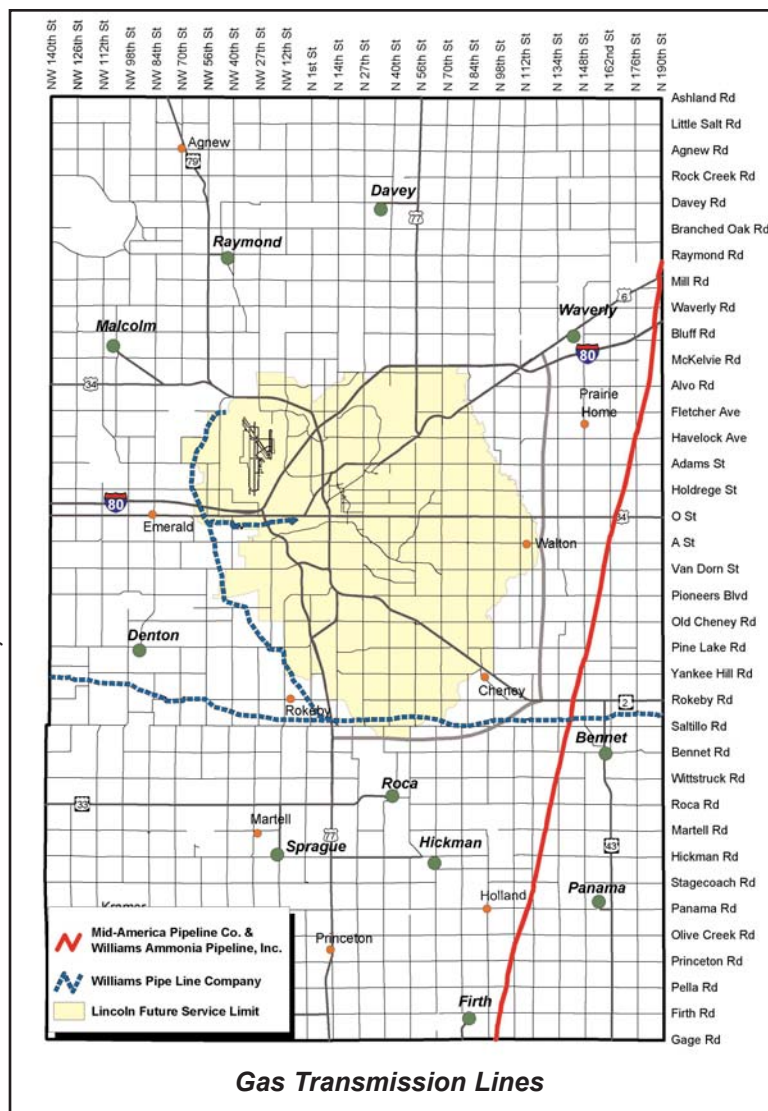 NW 140th St
NW 126th St
NW 112th St
NW 98th St
NW 84th St
NW 70th St
NW 56th St
NW 40th St
NW 27th St
NW 12th St
N 1st St
N 14th St
N 27th St
N 40th St
N 56th St
N 70th St
N 84th St
N 98th St
N 112th St
N 134th St
N 148th St
N 162nd St
N 176th St
N 190th St
Ashland Rd
Little Salt Rd
Agnew Rd
Rock Creek Rd
Davey Rd
Branched Oak Rd
Raymond Rd
Mill Rd
Waverly Rd
Bluff Rd
McKelvie Rd
Alvo Rd
Fletcher Ave
Havelock Ave
Adams St
Holdrege St
O St
A St
Van Dorn St
Pioneers Blvd
Old Cheney Rd
Pine Lake Rd
Yankee Hill Rd
Rokeby Rd
Saltillo Rd
Bennet Rd
Wittstruck Rd
Roca Rd
Martell Rd
Hickman Rd
Stagecoach Rd
Panama Rd
Olive Creek Rd
Princeton Rd
Pella Rd
Firth Rd
Gage Rd
Agnew
79
Davey
77
Raymond
6
Waverly
80
Malcolm
34
Prairie
Home
80
Emerald
34
Walton
Denton
Cheney
Rokeby
2
Bennet
Roca
33
Martell
77
Sprague
Hickman
43
Holland
Panama
Princeton
Firth
Mid-America Pipeline Co. &
Williams Ammonia Pipeline, Inc.
Williams Pipe Line Company
Lincoln Future Service Limit
Gas Transmission Lines